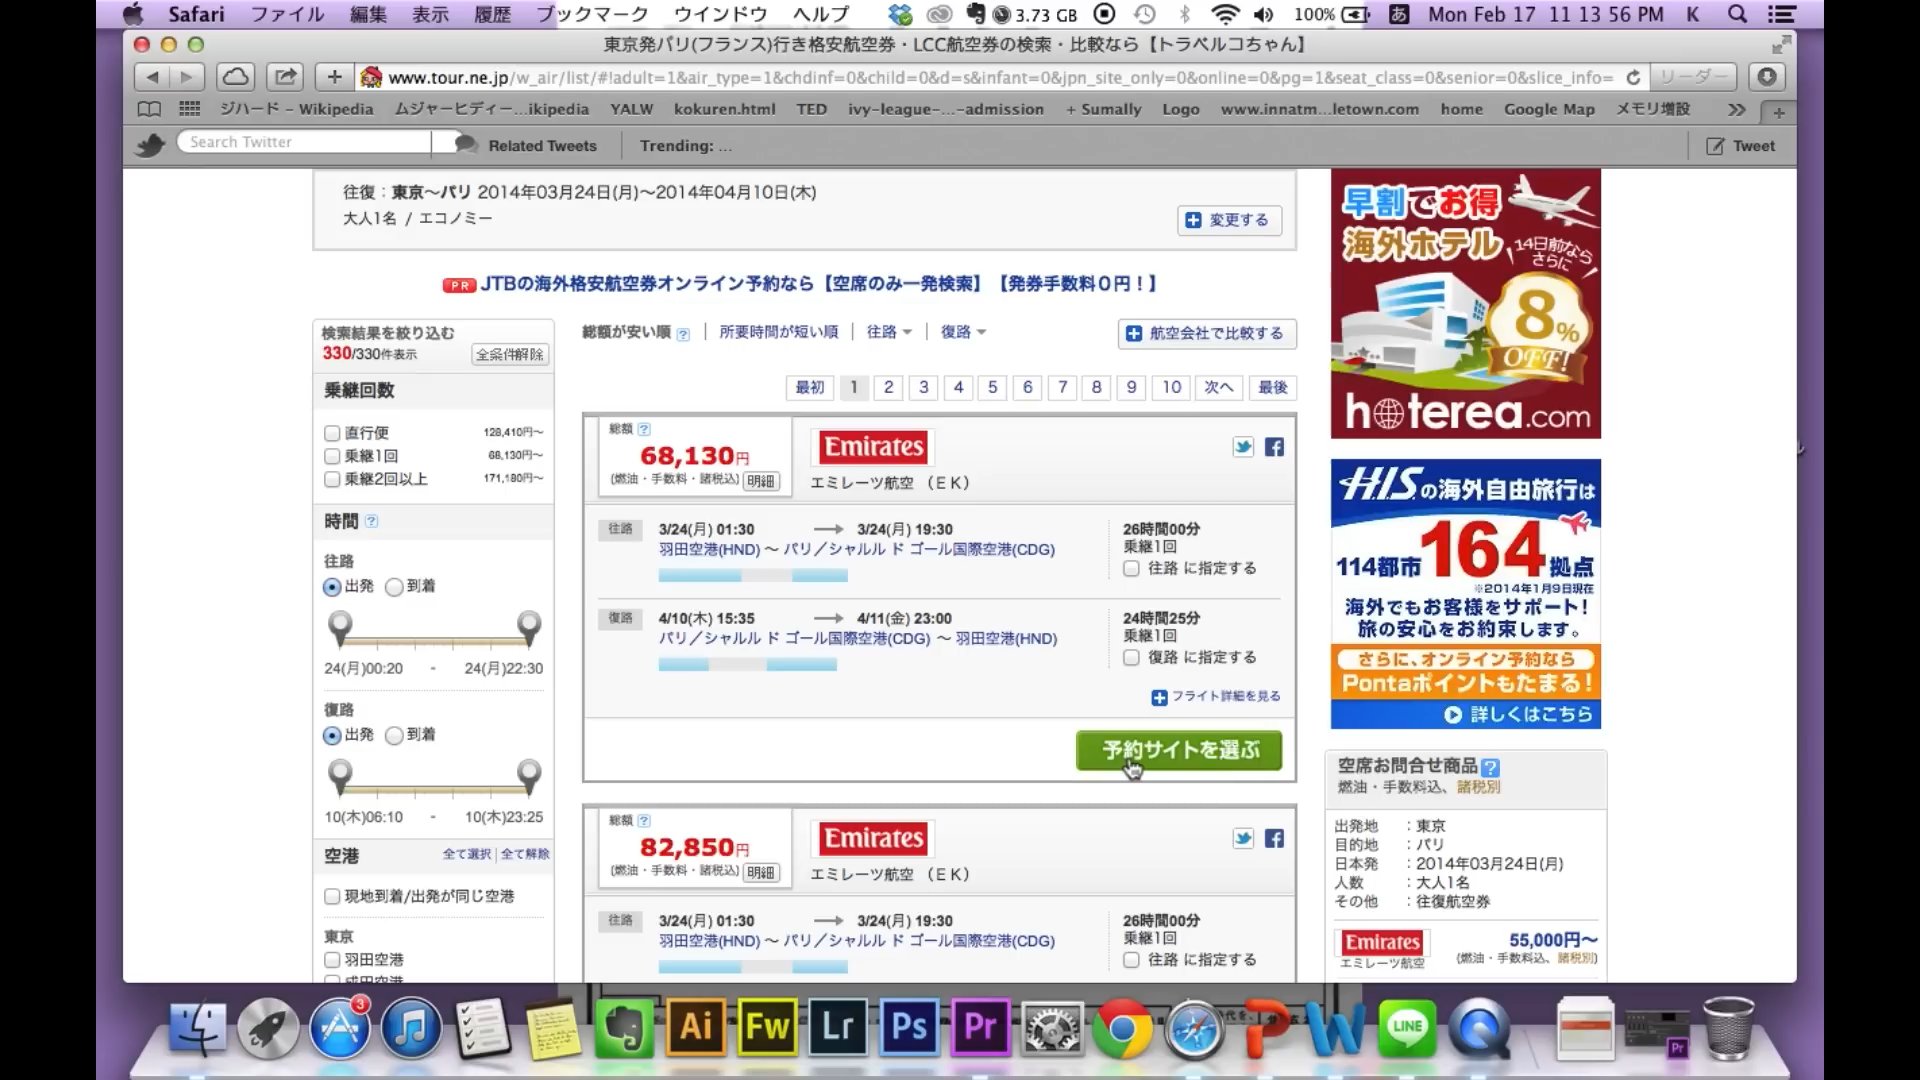 Safari ファイル 編集 表示 履歴 ブックマーク ウインドウ ヘルプ 3.73 GB 100% あ Mon Feb 17 11 13 56 PM K
東京発パリ(フランス)行き格安航空券・LCC航空券の検索・比較なら【トラベルコちゃん】
www.tour.ne.jp/w_air/list/#!adult=1&air_type=1&chdinf=0&child=0&d=s&infant=0&jpn_site_only=0&online=0&pg=1&seat_class=0&senior=0&slice_info= リーダー
ジハード – Wikipedia ムジャーヒディー-...ikipedia YALW kokuren.html TED ivy-league-...-admission + Sumally Logo www.innatm...letown.com home Google Map メモリ増設
Search Twitter Related Tweets Trending: ... Tweet
往復：東京～パリ 2014年03月24日(月)～2014年04月10日(木)
大人1名 / エコノミー
変更する
PR JTBの海外格安航空券オンライン予約なら【空席のみ一発検索】【発券手数料０円！】
検索結果を絞り込む
330/330件表示 全条件解除
乗継回数
直行便 128,410円～
乗継1回 68,130円～
乗継2回以上 171,180円～
時間 ?
往路
出発 到着
24(月)00:20 - 24(月)22:30
復路
出発 到着
10(木)06:10 - 10(木)23:25
空港 全て選択 | 全て解除
現地到着/出発が同じ空港
東京
羽田空港
成田空港
総額が安い順 ? | 所要時間が短い順 | 往路 | 復路
航空会社で比較する
最初 1 2 3 4 5 6 7 8 9 10 次へ 最後
総額 ?
68,130円
(燃油・手数料・諸税込) 明細
Emirates
エミレーツ航空 （ＥＫ）
往路 3/24(月) 01:30 3/24(月) 19:30 26時間00分
羽田空港(HND) ～ パリ／シャルル ド ゴール国際空港(CDG) 乗継1回
往路 に指定する
復路 4/10(木) 15:35 4/11(金) 23:00 24時間25分
パリ／シャルル ド ゴール国際空港(CDG) ～ 羽田空港(HND) 乗継1回
復路 に指定する
フライト詳細を見る
予約サイトを選ぶ
総額 ?
82,850円
(燃油・手数料・諸税込) 明細
Emirates
エミレーツ航空 （ＥＫ）
往路 3/24(月) 01:30 3/24(月) 19:30 26時間00分
羽田空港(HND) ～ パリ／シャルル ド ゴール国際空港(CDG) 乗継1回
往路 に指定する
早割でお得
海外ホテル
14日前なら
さらに
8%
OFF!
hoterea.com
H.I.S.の海外自由旅行は
114都市164拠点
※2014年1月9日現在
海外でもお客様をサポート!
旅の安心をお約束します。
さらに、オンライン予約なら
Pontaポイントもたまる!
詳しくはこちら
空席お問合せ商品 ?
燃油・手数料込、諸税別
出発地 ：東京
目的地 ：パリ
日本発 ：2014年03月24日(月)
人数 ：大人1名
その他 ：往復航空券
Emirates 55,000円～
エミレーツ航空 (燃油・手数料込、諸税別)
3
Ai Fw Lr Ps Pr LINE Pr